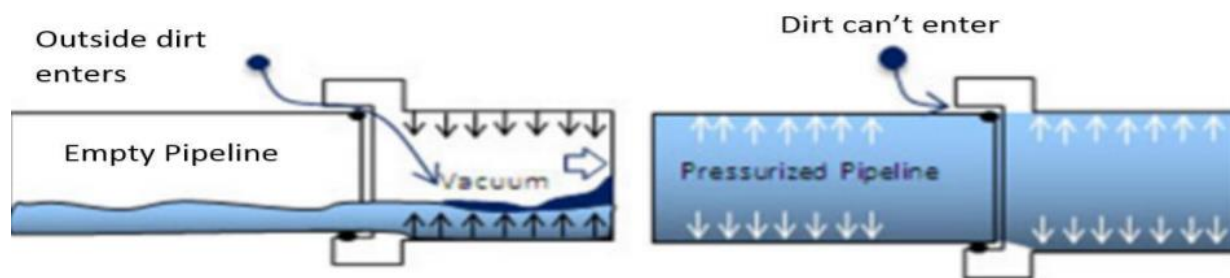 Outside dirt
enters
Empty Pipeline
Vacuum
Dirt can't enter
Pressurized Pipeline